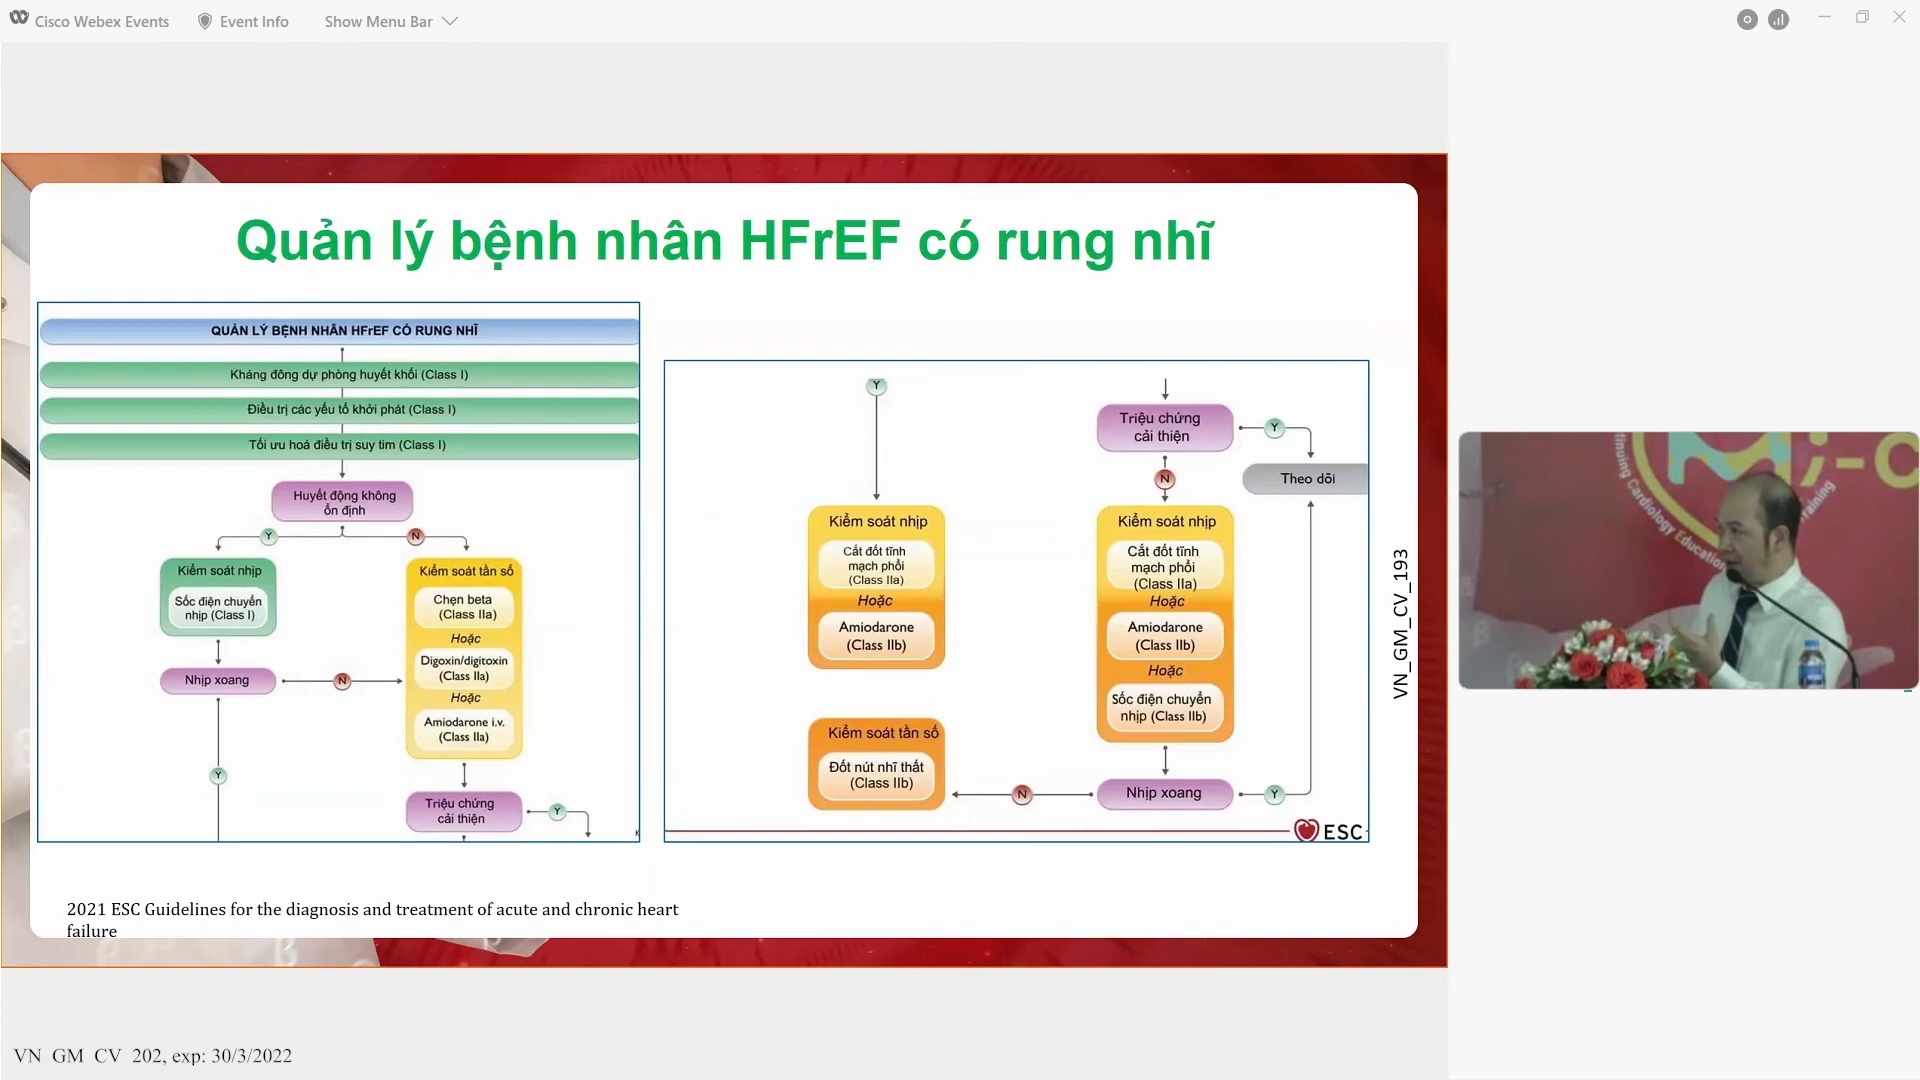 Cisco Webex Events
Event Info
Show Menu Bar
Quản lý bệnh nhân HFrEF có rung nhĩ
QUẢN LÝ BỆNH NHÂN HFrEF CÓ RUNG NHĨ
Kháng đông dự phòng huyết khối (Class I)
Điều trị các yếu tố khởi phát (Class I)
Tối ưu hoá điều trị suy tim (Class I)
Huyết động không
ổn định
Y
N
Kiểm soát nhịp
Sốc điện chuyển
nhịp (Class I)
Nhịp xoang
N
Y
Kiểm soát tần số
Chẹn beta
(Class IIa)
Hoặc
Digoxin/digitoxin
(Class IIa)
Hoặc
Amiodarone i.v.
(Class IIa)
Triệu chứng
cải thiện
Y
Y
Kiểm soát nhịp
Cắt đốt tĩnh
mạch phổi
(Class IIa)
Hoặc
Amiodarone
(Class IIb)
Kiểm soát tần số
Đốt nút nhĩ thất
(Class IIb)
Triệu chứng
cải thiện
Y
N
Theo dõi
Kiểm soát nhịp
Cắt đốt tĩnh
mạch phổi
(Class IIa)
Hoặc
Amiodarone
(Class IIb)
Hoặc
Sốc điện chuyển
nhịp (Class IIb)
Nhịp xoang
N
Y
ESC
VN_GM_CV_193
2021 ESC Guidelines for the diagnosis and treatment of acute and chronic heart
failure
VN GM CV 202, exp: 30/3/2022
Mi-C
tinuing Cardiology Education
raining